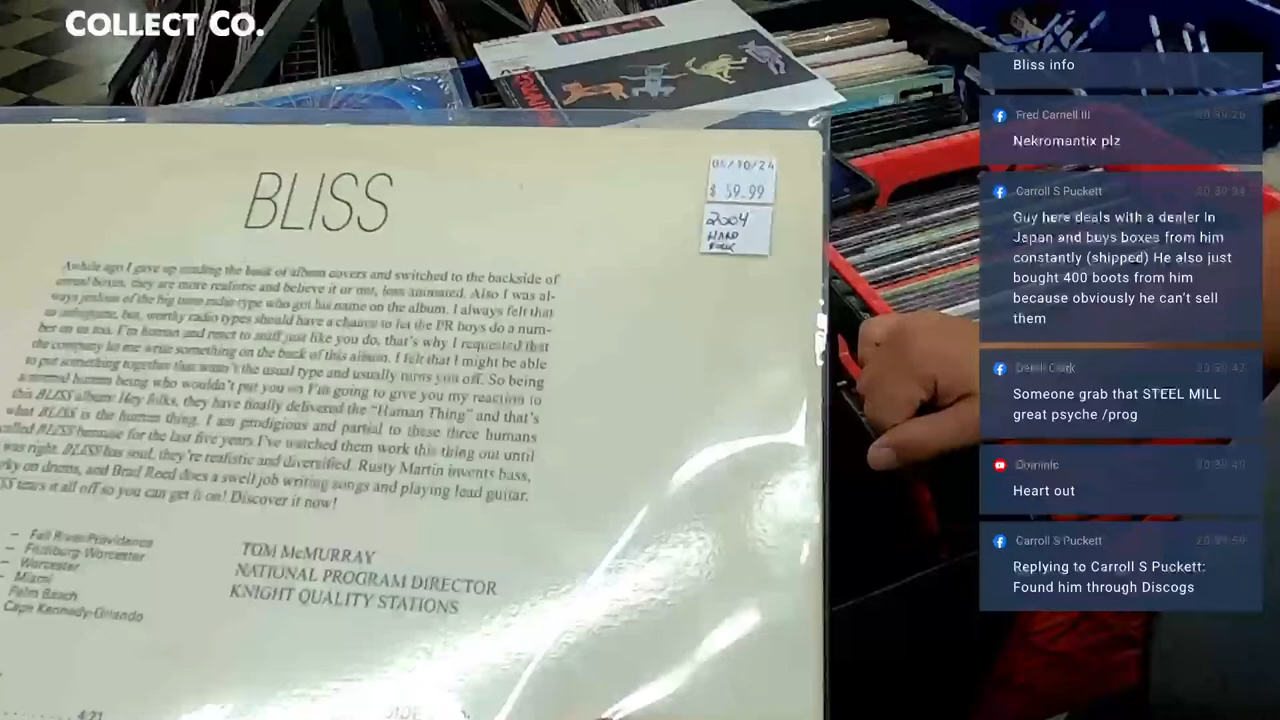 COLLECT CO.
BLISS
Awhile ago I gave up reading the back of album covers and switched to the backside of
cereal boxes, they are more realistic and believe it or not, less animated. Also I was al-
ways jealous of the big time radio type who got his name on the album. I always felt that
us unbigtime, but, worthy radio types should have a chance to let the PR boys do a num-
ber on us too. I'm human and react to stuff just like you do, that's why I requested that
the company let me write something on the back of this album. I felt that I might be able
to put something together that wasn't the usual type and usually turns you off. So being
a normal human being who wouldn't put you on I'm going to give you my reaction to
this BLISS album: Hey folks, they have finally delivered the "Human Thing" and that's
what BLISS is the human thing. I am prodigious and partial to these three humans
called BLISS because for the last five years I've watched them work this thing out until
was right. BLISS has soul, they're realistic and diversified. Rusty Martin invents bass,
on drums, and Brad Reed does a swell job writing songs and playing lead guitar.
tears it all off so you can get it on! Discover it now!
– Fall River-Providence
– Fitchburg-Worcester
– Worcester
– Miami
Palm Beach
Cape Kennedy-Orlando
TOM McMURRAY
NATIONAL PROGRAM DIRECTOR
KNIGHT QUALITY STATIONS
4:21
$ 59.99
2004
HARD
Bliss info
Fred Carnell III
Nekromantix plz
Carroll S Puckett
Guy here deals with a dealer in
Japan and buys boxes from him
constantly (shipped) He also just
bought 400 boots from him
because obviously he can't sell
them
Someone grab that STEEL MILL
great psyche /prog
Dominic
Heart out
Carroll S Puckett
Replying to Carroll S Puckett:
Found him through Discogs